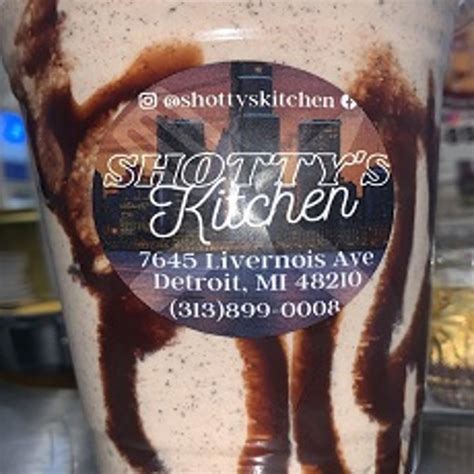 @shottyskitchen
SHOTTY'S
Kitchen
7645 Livernois Ave
Detroit, MI 48210
(313)899-0008